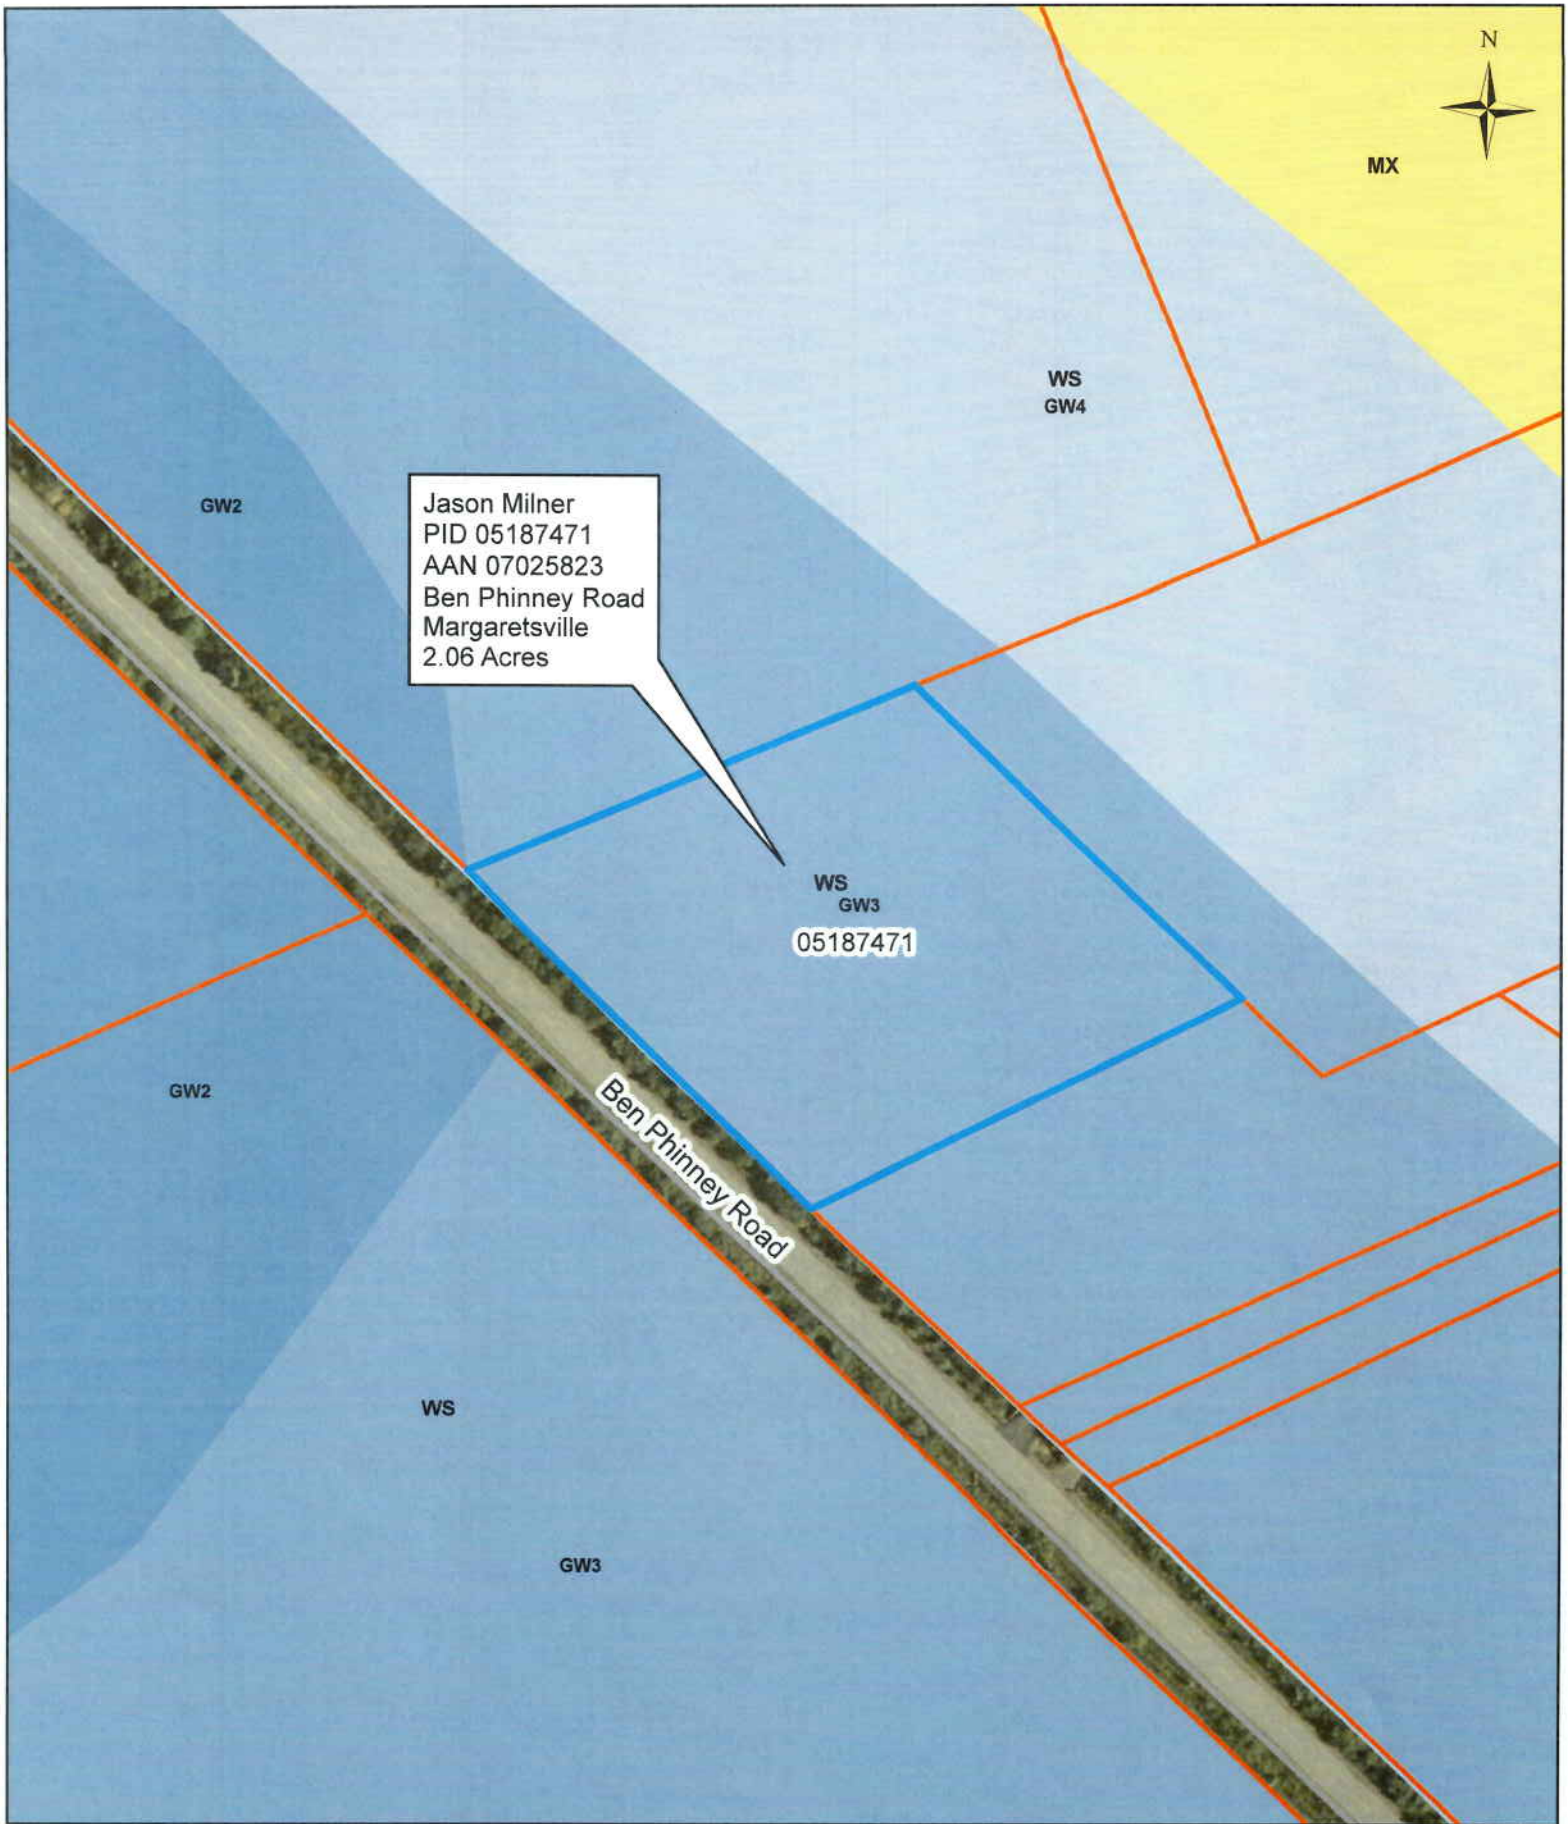 N
MX
WS
GW4
GW2
Jason Milner
PID 05187471
AAN 07025823
Ben Phinney Road
Margaretsville
2.06 Acres
WS
GW3
05187471
GW2
Ben Phinney Road
WS
GW3